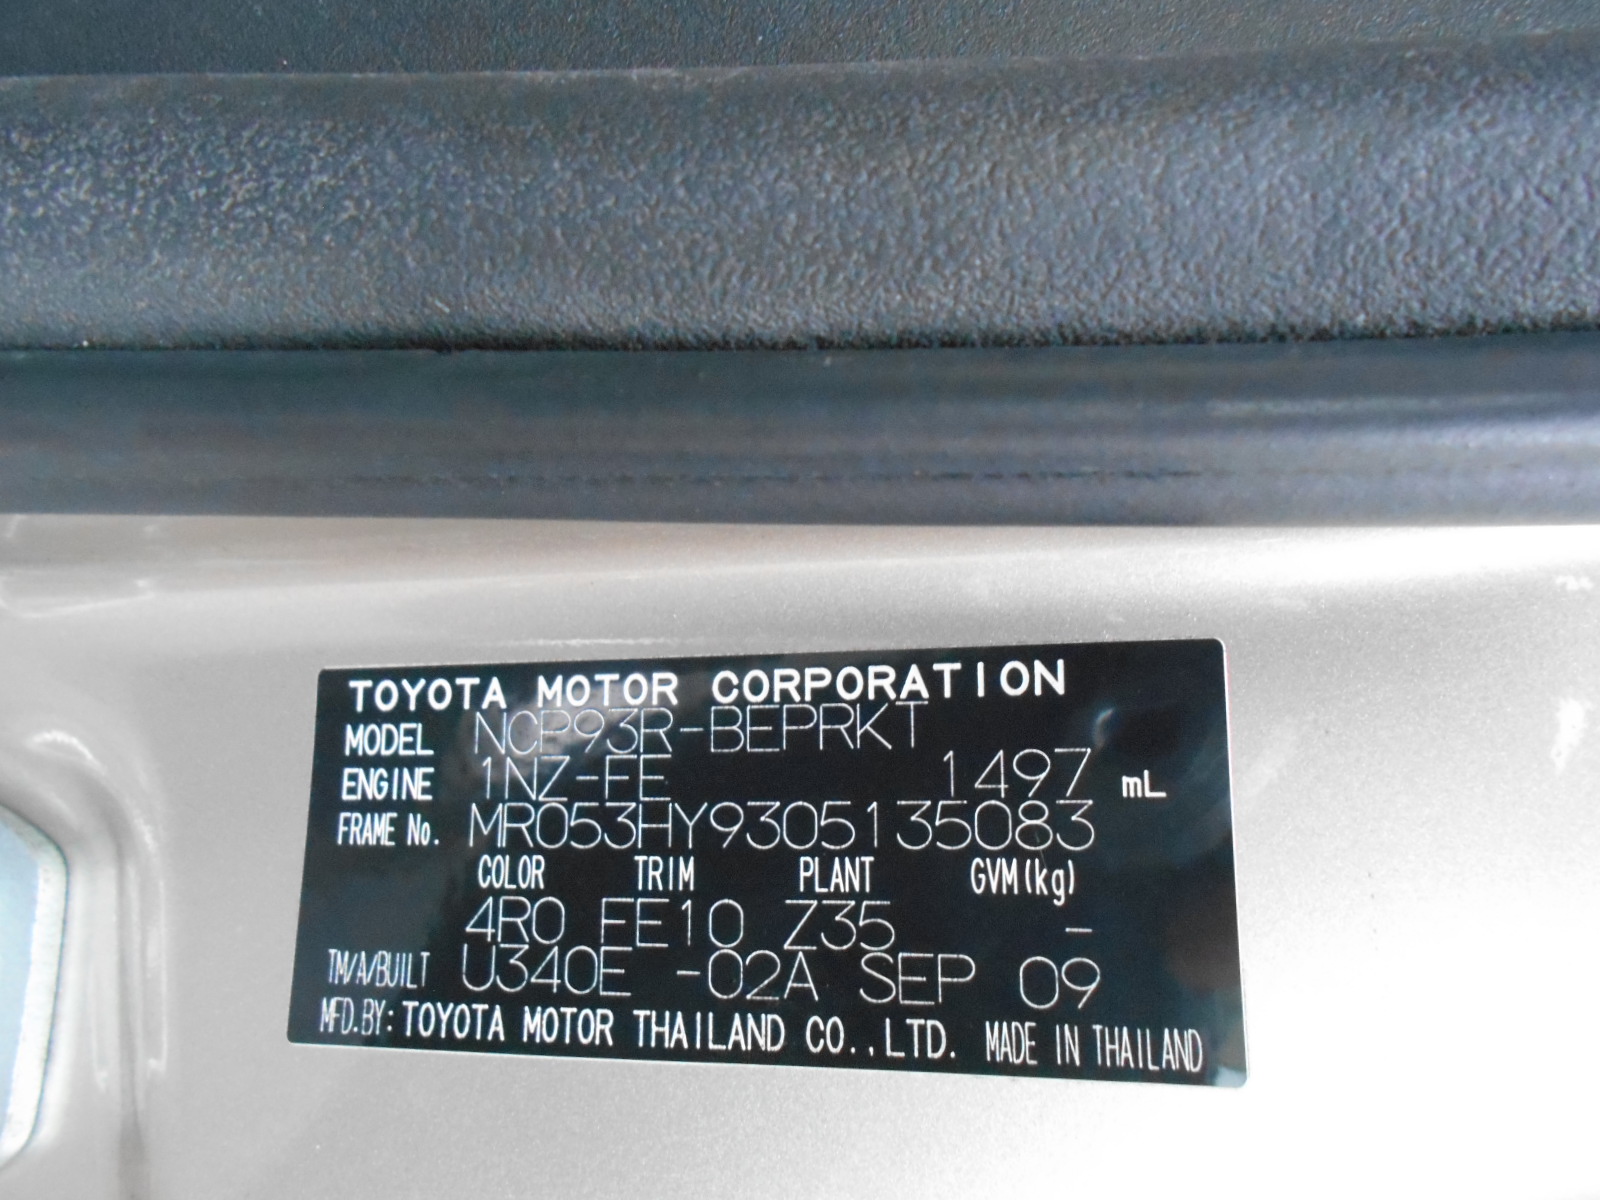 TOYOTA MOTOR CORPORATION
MODEL NCP93R-BEPRKT
ENGINE 1NZ-FE 1497 mL
FRAME No. MR053HY9305135083
COLOR TRIM PLANT GVM(kg)
4R0 FE10 Z35 -
TM/A/BUILT U340E -02A SEP 09
MFD.BY: TOYOTA MOTOR THAILAND CO.,LTD. MADE IN THAILAND